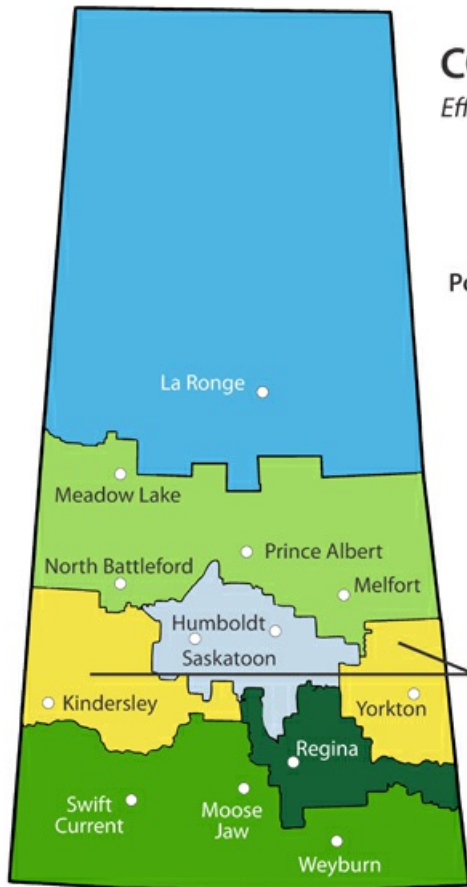 Eff
La Ronge
Meadow Lake
Prince Albert
North Battleford
Melfort
Humboldt
Saskatoon
Kindersley
Yorkton
Regina
Swift
Current
Moose
Jaw
Weyburn